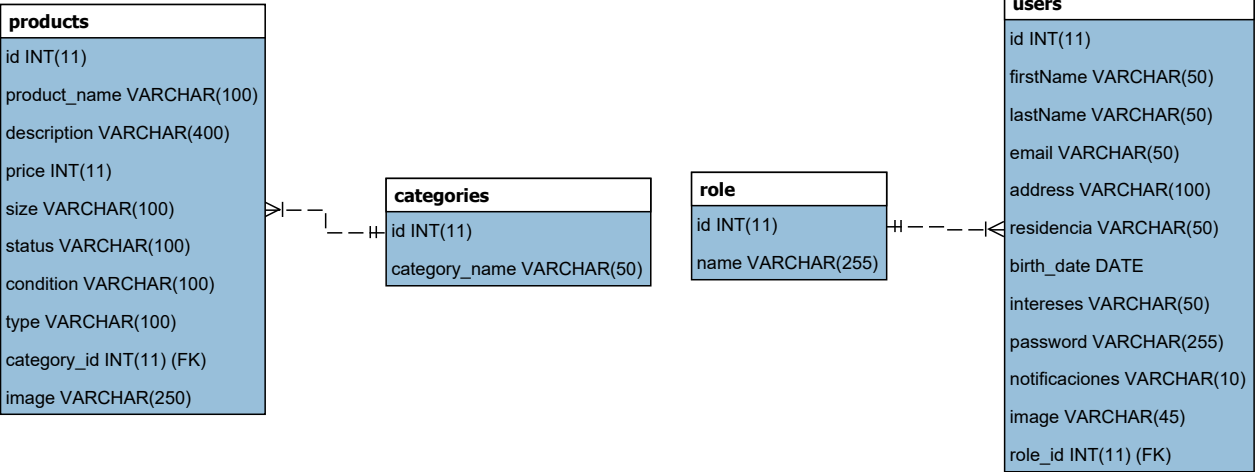 products
id INT(11)
product_name VARCHAR(100)
description VARCHAR(400)
price INT(11)
size VARCHAR(100)
status VARCHAR(100)
condition VARCHAR(100)
type VARCHAR(100)
category_id INT(11) (FK)
image VARCHAR(250)
categories
id INT(11)
category_name VARCHAR(50)
role
id INT(11)
name VARCHAR(255)
users
id INT(11)
firstName VARCHAR(50)
lastName VARCHAR(50)
email VARCHAR(50)
address VARCHAR(100)
residencia VARCHAR(50)
birth_date DATE
intereses VARCHAR(50)
password VARCHAR(255)
notificaciones VARCHAR(10)
image VARCHAR(45)
role_id INT(11) (FK)